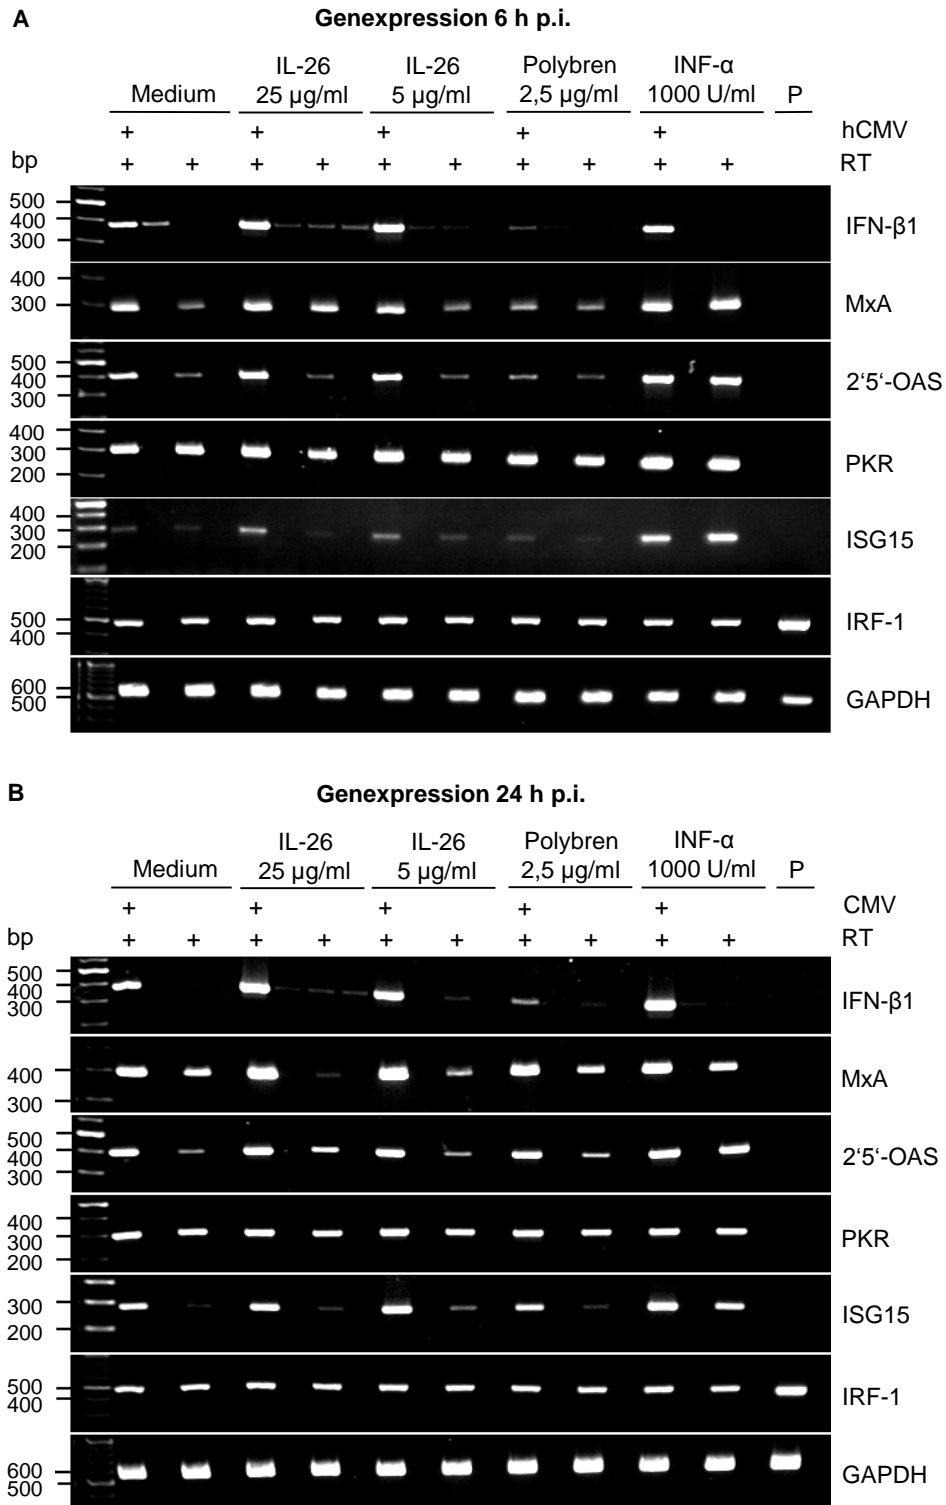 A
Genexpression 6 h p.i.
IL-26 IL-26 Polybren INF-α
Medium 25 µg/ml 5 µg/ml 2,5 µg/ml 1000 U/ml P
+ + + + + hCMV
bp + + + + + + + + + + RT
500
400
300
IFN-β1
400
300
MxA
500
400
300
2‘5‘-OAS
400
300
200
PKR
400
300
200
ISG15
500
400
IRF-1
600
500
GAPDH
B
Genexpression 24 h p.i.
IL-26 IL-26 Polybren INF-α
Medium 25 µg/ml 5 µg/ml 2,5 µg/ml 1000 U/ml P
+ + + + + CMV
bp + + + + + + + + + + RT
500
400
300
IFN-β1
400
300
MxA
500
400
300
2‘5‘-OAS
400
300
200
PKR
300
200
ISG15
500
400
IRF-1
600
500
GAPDH